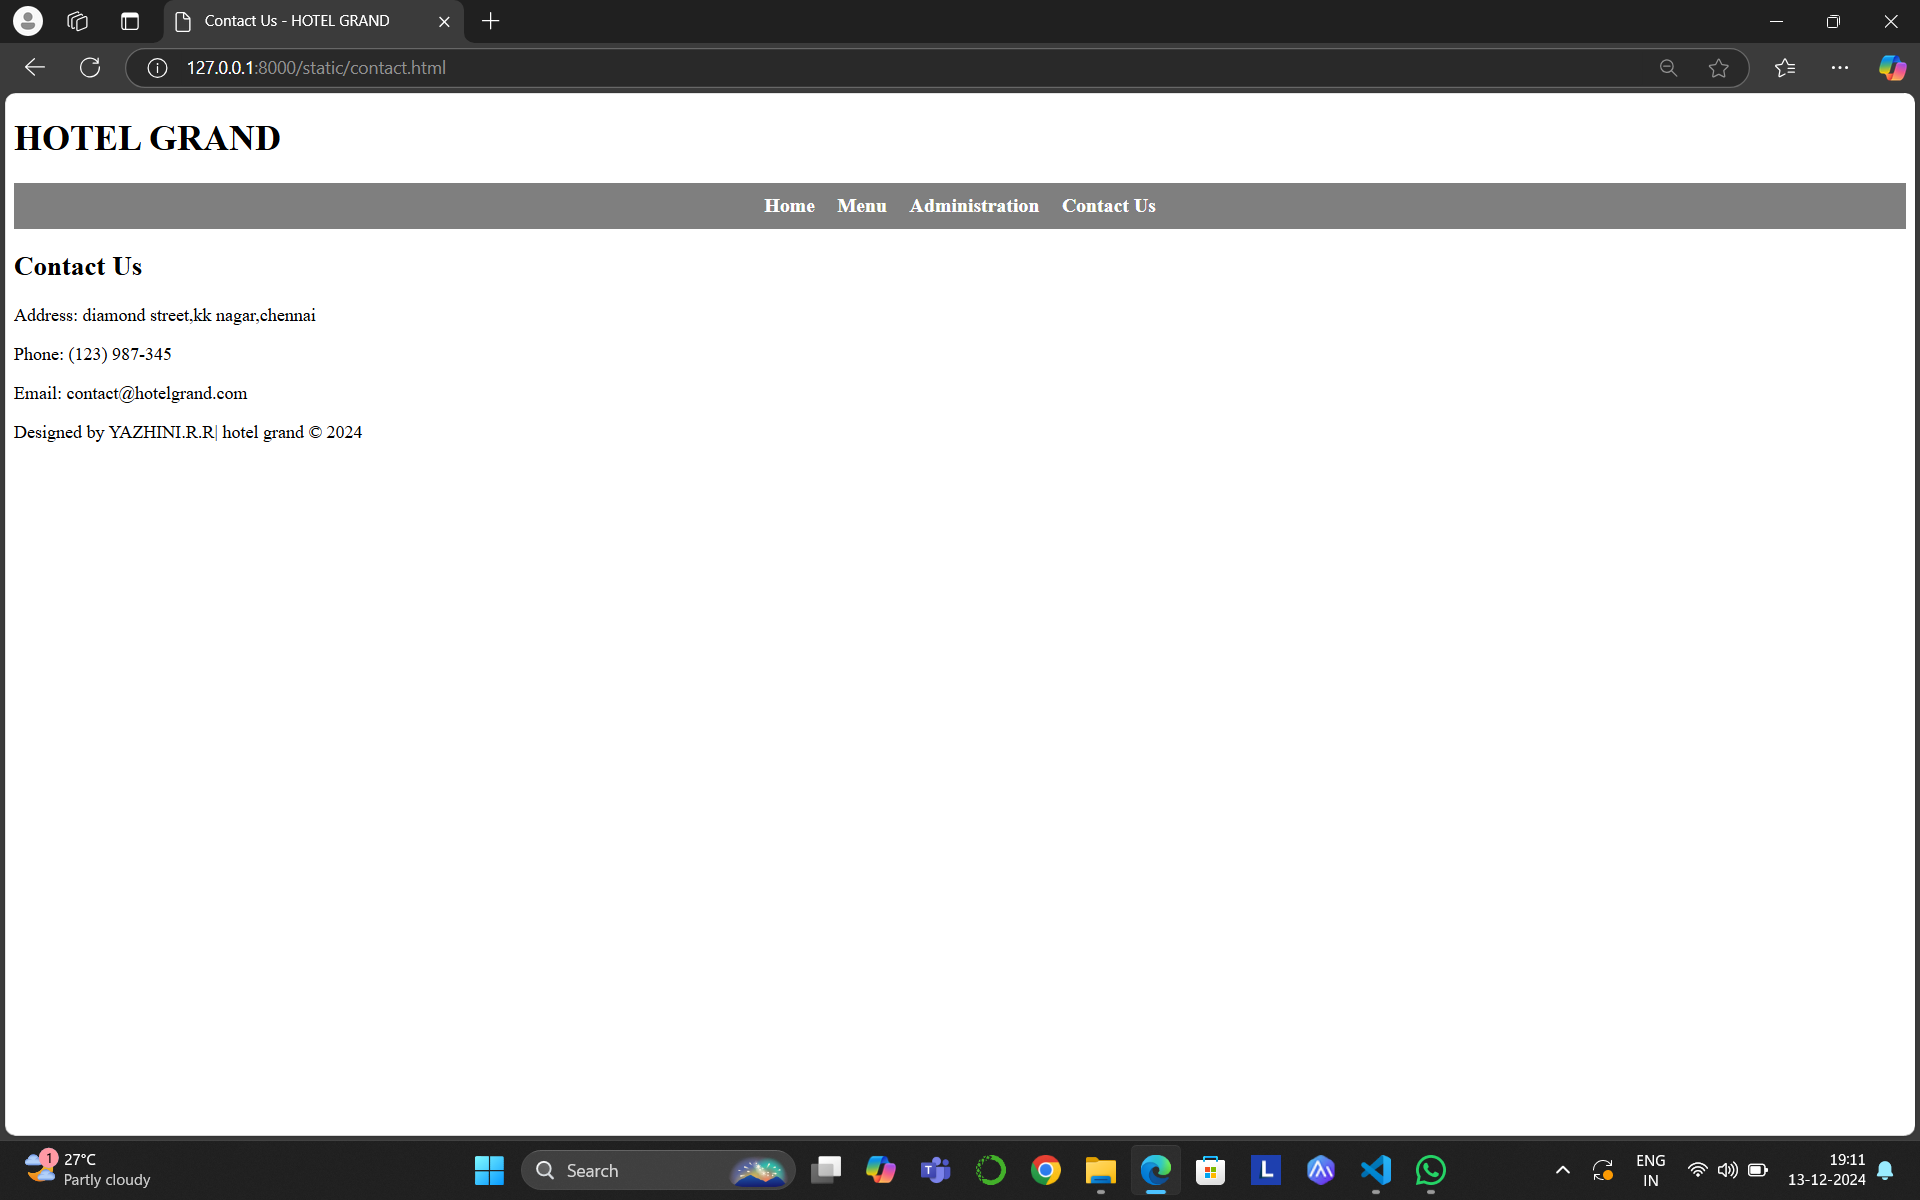 Contact Us - HOTEL GRAND
127.0.0.1:8000/static/contact.html
HOTEL GRAND
Home Menu Administration Contact Us
Contact Us
Address: diamond street,kk nagar,chennai
Phone: (123) 987-345
Email: contact@hotelgrand.com
Designed by YAZHINI.R.R| hotel grand © 2024
1
27°C
Partly cloudy
Search
T
L
ENG
IN
19:11
13-12-2024